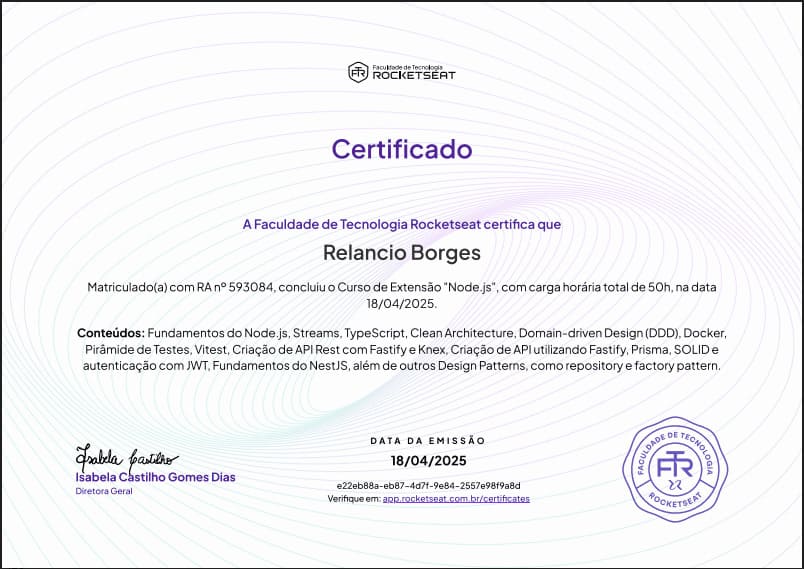 Faculdade de Tecnologia
ROCKETSEAT
Certificado
A Faculdade de Tecnologia Rocketseat certifica que
Relancio Borges
Matriculado(a) com RA nº 593084, concluiu o Curso de Extensão "Node.js", com carga horária total de 50h, na data
18/04/2025.
Conteúdos: Fundamentos do Node.js, Streams, TypeScript, Clean Architecture, Domain-driven Design (DDD), Docker,
Pirâmide de Testes, Vitest, Criação de API Rest com Fastify e Knex, Criação de API utilizando Fastify, Prisma, SOLID e
autenticação com JWT, Fundamentos do NestJS, além de outros Design Patterns, como repository e factory pattern.
Isabela Castilho
Isabela Castilho Gomes Dias
Diretora Geral
DATA DA EMISSÃO
18/04/2025
e22eb88a-eb87-4d7f-9e84-2557e98f9a8d
Verifique em: app.rocketseat.com.br/certificates
FACULDADE DE TECNOLOGIA
FTR
ROCKETSEAT